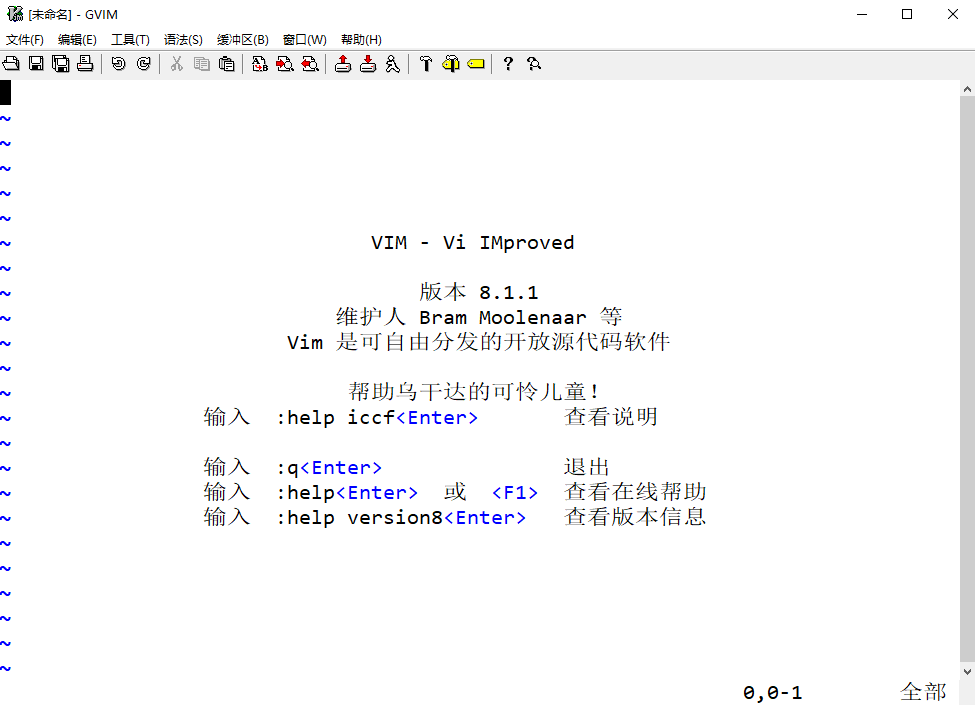 [未命名] - GVIM
文件(F) 编辑(E) 工具(T) 语法(S) 缓冲区(B) 窗口(W) 帮助(H)
~
~
~
~
~
~
VIM - Vi IMproved
~
~
版本 8.1.1
~
维护人 Bram Moolenaar 等
~
Vim 是可自由分发的开放源代码软件
~
~
帮助乌干达的可怜儿童!
~
输入 :help iccf<Enter> 查看说明
~
~
输入 :q<Enter> 退出
~
输入 :help<Enter> 或 <F1> 查看在线帮助
~
输入 :help version8<Enter> 查看版本信息
~
~
~
~
~
~
0,0-1 全部